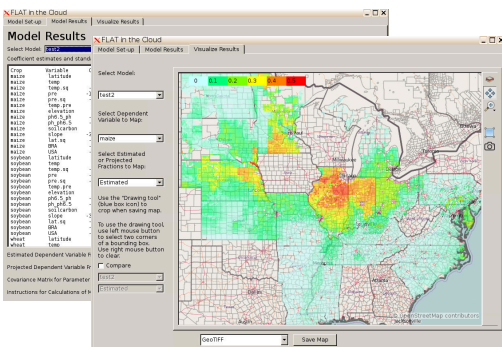 FLAT in the Cloud
Model Set-up
Model Results
Visualize Results
Model Results
Select Model:
test2
Coefficient estimates and stand
Crop Variable
maize latitude
maize temp
maize temp.sq
maize pre
maize pre.sq
maize temp.pre
maize elevation
maize ph6.5_ph
maize ph_ph6.5
maize soilcarbon
maize slope
maize lat.sq
maize BRA
maize USA
soybean latitude
soybean temp
soybean temp.sq
soybean pre
soybean pre.sq
soybean temp.pre
soybean elevation
soybean ph6.5_ph
soybean ph_ph6.5
soybean soilcarbon
soybean slope
soybean lat.sq
soybean BRA
soybean USA
wheat latitude
wheat temp
Estimated Dependent Variable F
Projected Dependent Variable Fr
Covariance Matrix for Parameter
Instructions for Calculations of M
FLAT in the Cloud
Model Set-up
Model Results
Visualize Results
Select Model:
test2
Select Dependent
Variable to Map:
maize
Select Estimated
or Projected
Fractions to Map:
Estimated
Use the "Drawing tool"
(blue box icon) to
crop when saving map.
To use the drawing tool,
use left mouse button
to select two corners
of a bounding box.
Use right mouse button
to clear.
Compare
test2
Estimated
0 0.1 0.2 0.3 0.4
Milwaukee
Ottawa
Atlanta
Dallas
Austin
© OpenStreetMap contributors
GeoTIFF
Save Map